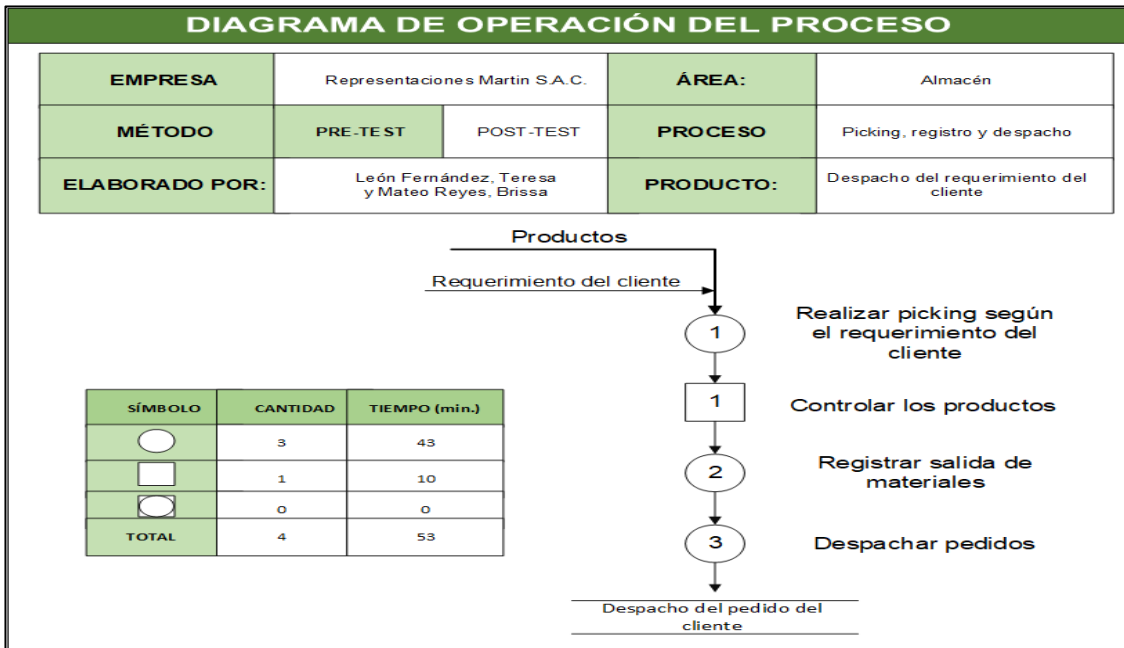 DIAGRAMA DE OPERACIÓN DEL PROCESO
EMPRESA
Representaciones Martin S.A.C.
ÁREA:
Almacén
MÉTODO
PRE-TEST
POST-TEST
PROCESO
Picking, registro y despacho
ELABORADO POR:
León Fernández, Teresa
y Mateo Reyes, Brissa
PRODUCTO:
Despacho del requerimiento del
cliente
Productos
Requerimiento del cliente
1
Realizar picking según
el requerimiento del
cliente
1
Controlar los productos
2
Registrar salida de
materiales
3
Despachar pedidos
Despacho del pedido del
cliente
SÍMBOLO CANTIDAD TIEMPO (min.)
3 43
1 10
0 0
TOTAL 4 53